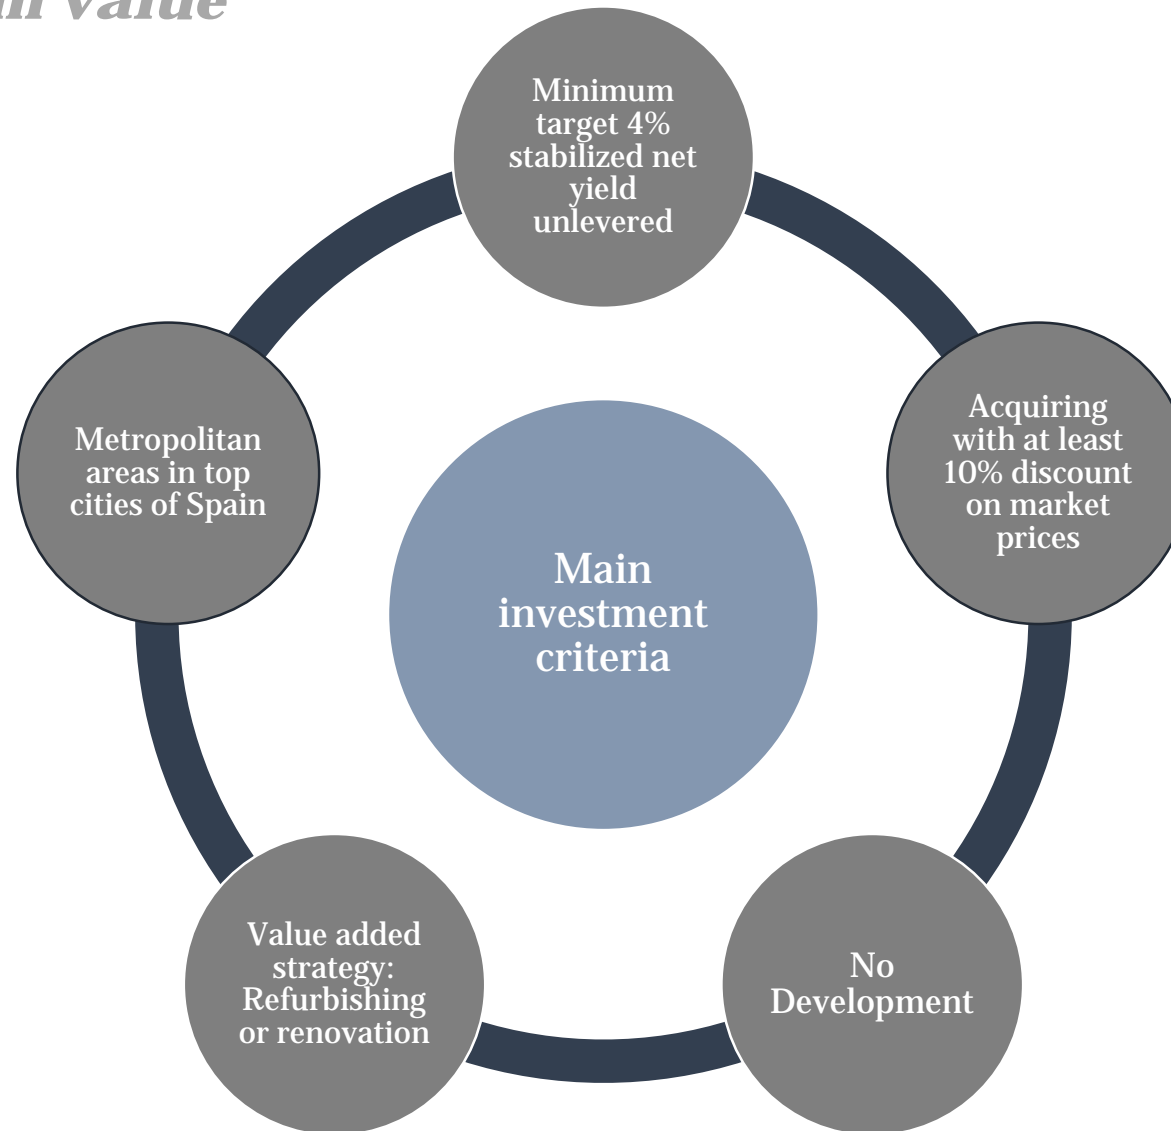 value
Minimum
target 4%
stabilized net
yield
unlevered
Acquiring
with at least
10% discount
on market
prices
No
Development
Value added
strategy:
Refurbishing
or renovation
Metropolitan
areas in top
cities of Spain
Main
investment
criteria